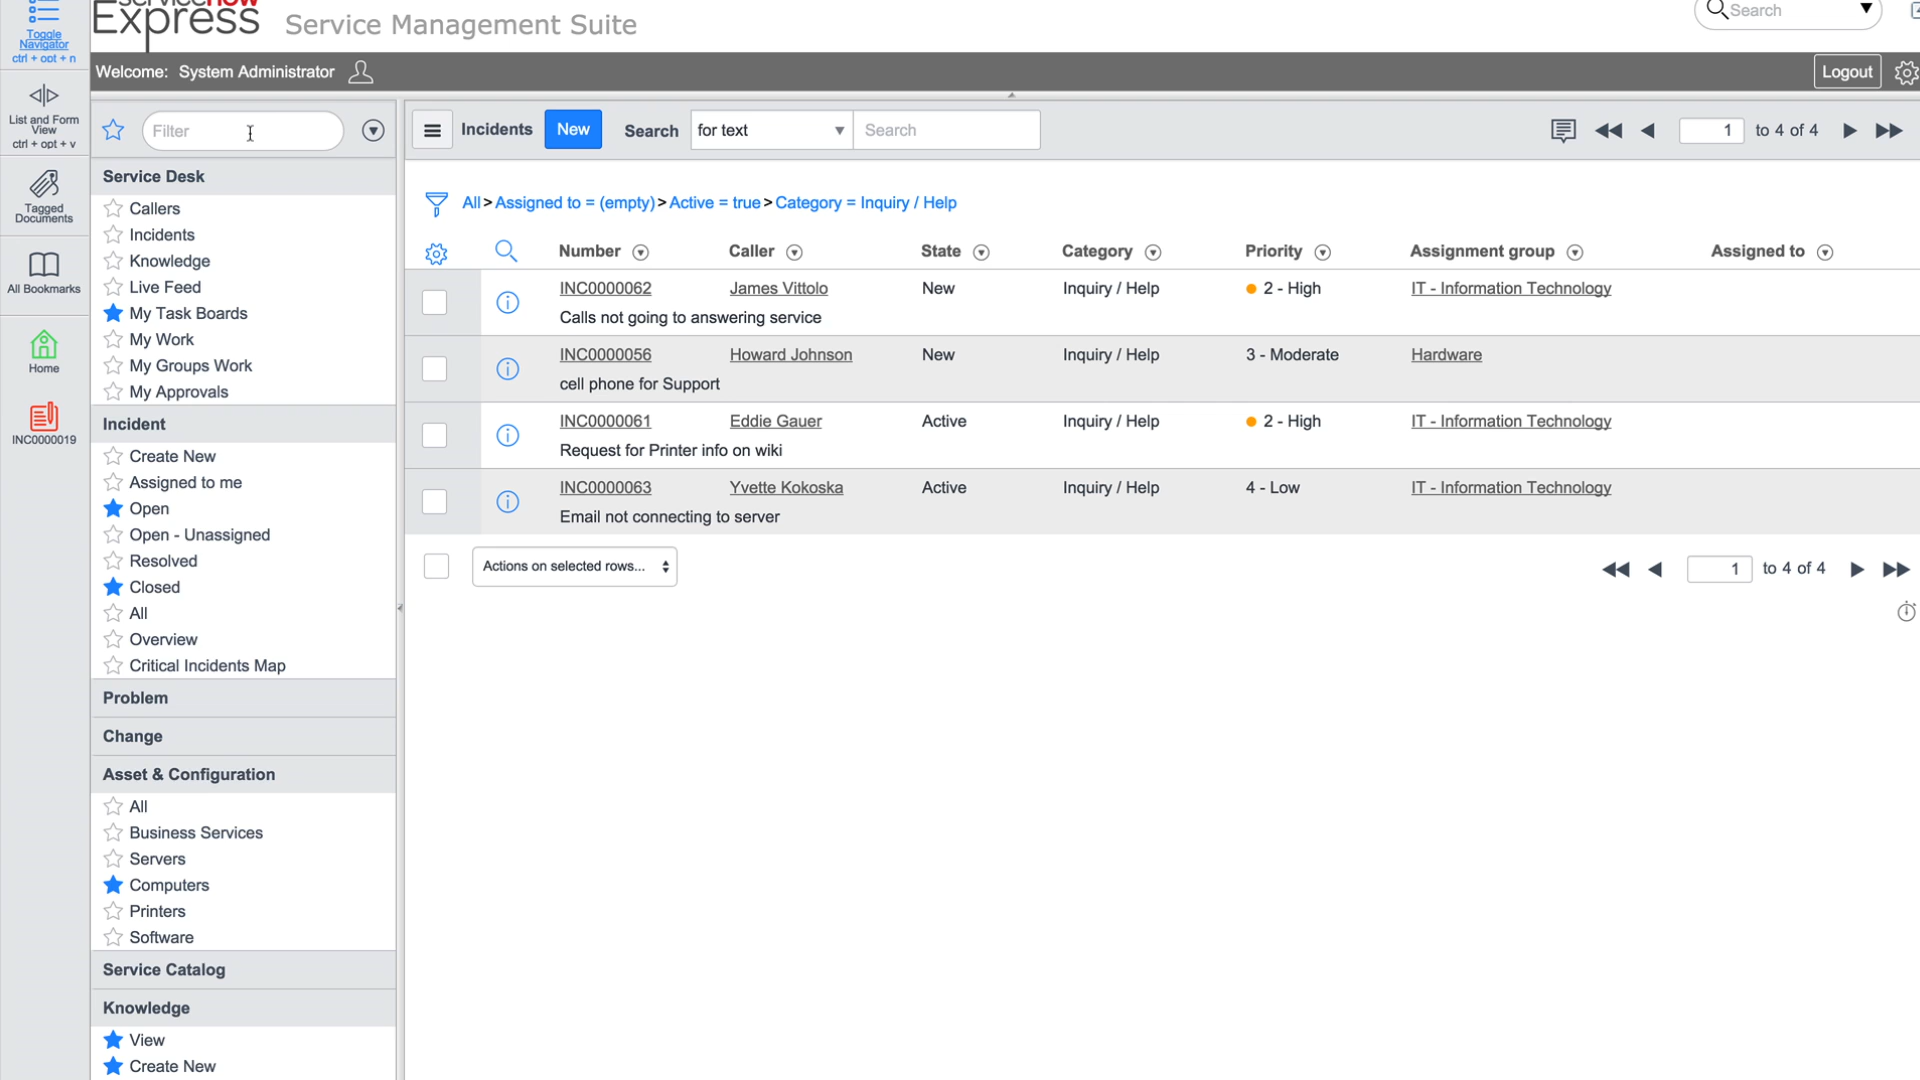 servicenow
Express Service Management Suite
Search
Toggle
Navigator
ctrl + opt + n
Welcome: System Administrator
Logout
List and Form
View
ctrl + opt + v
Tagged
Documents
All Bookmarks
Home
INC0000019
Filter
Service Desk
Callers
Incidents
Knowledge
Live Feed
My Task Boards
My Work
My Groups Work
My Approvals
Incident
Create New
Assigned to me
Open
Open - Unassigned
Resolved
Closed
All
Overview
Critical Incidents Map
Problem
Change
Asset & Configuration
All
Business Services
Servers
Computers
Printers
Software
Service Catalog
Knowledge
View
Create New
Incidents New Search for text Search 1 to 4 of 4
All > Assigned to = (empty) > Active = true > Category = Inquiry / Help
Number Caller State Category Priority Assignment group Assigned to
INC0000062 James Vittolo New Inquiry / Help 2 - High IT - Information Technology
Calls not going to answering service
INC0000056 Howard Johnson New Inquiry / Help 3 - Moderate Hardware
cell phone for Support
INC0000061 Eddie Gauer Active Inquiry / Help 2 - High IT - Information Technology
Request for Printer info on wiki
INC0000063 Yvette Kokoska Active Inquiry / Help 4 - Low IT - Information Technology
Email not connecting to server
Actions on selected rows... 1 to 4 of 4